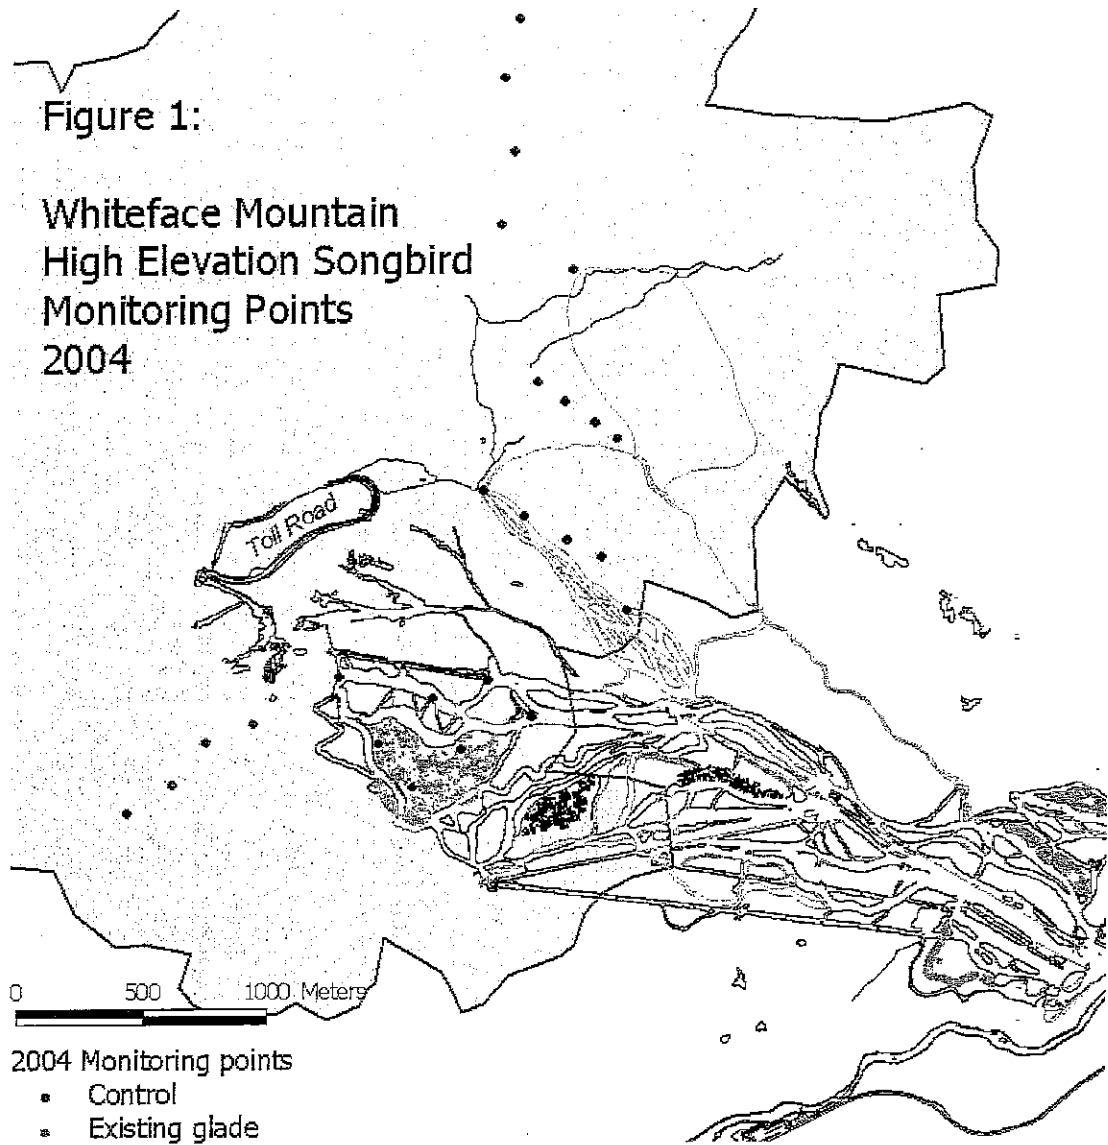 Figure 1:
Whiteface Mountain
High Elevation Songbird
Monitoring Points
2004
Toll Road
0 500 1000 Meters
2004 Monitoring points
Control
Existing glade